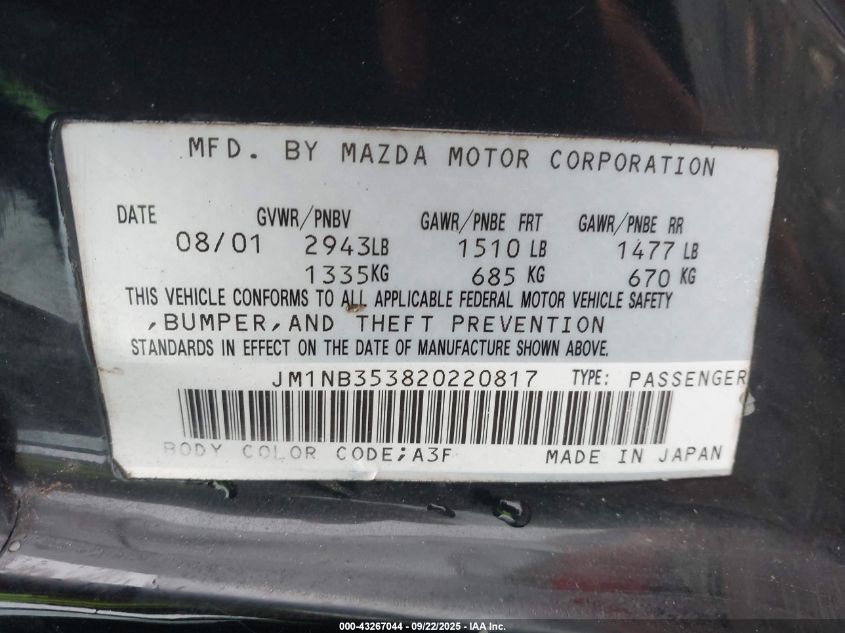 MFD. BY MAZDA MOTOR CORPORATION
DATE GVWR/PNBV GAWR/PNBE FRT GAWR/PNBE RR
08/01 2943LB 1510 LB 1477 LB
1335KG 685 KG 670 KG
THIS VEHICLE CONFORMS TO ALL APPLICABLE FEDERAL MOTOR VEHICLE SAFETY
,BUMPER,AND THEFT PREVENTION
STANDARDS IN EFFECT ON THE DATE OF MANUFACTURE SHOWN ABOVE.
JM1NB353820220817 TYPE: PASSENGER
BODY COLOR CODE;A3F MADE IN JAPAN
000-43267044 - 09/22/2025 - IAA Inc.